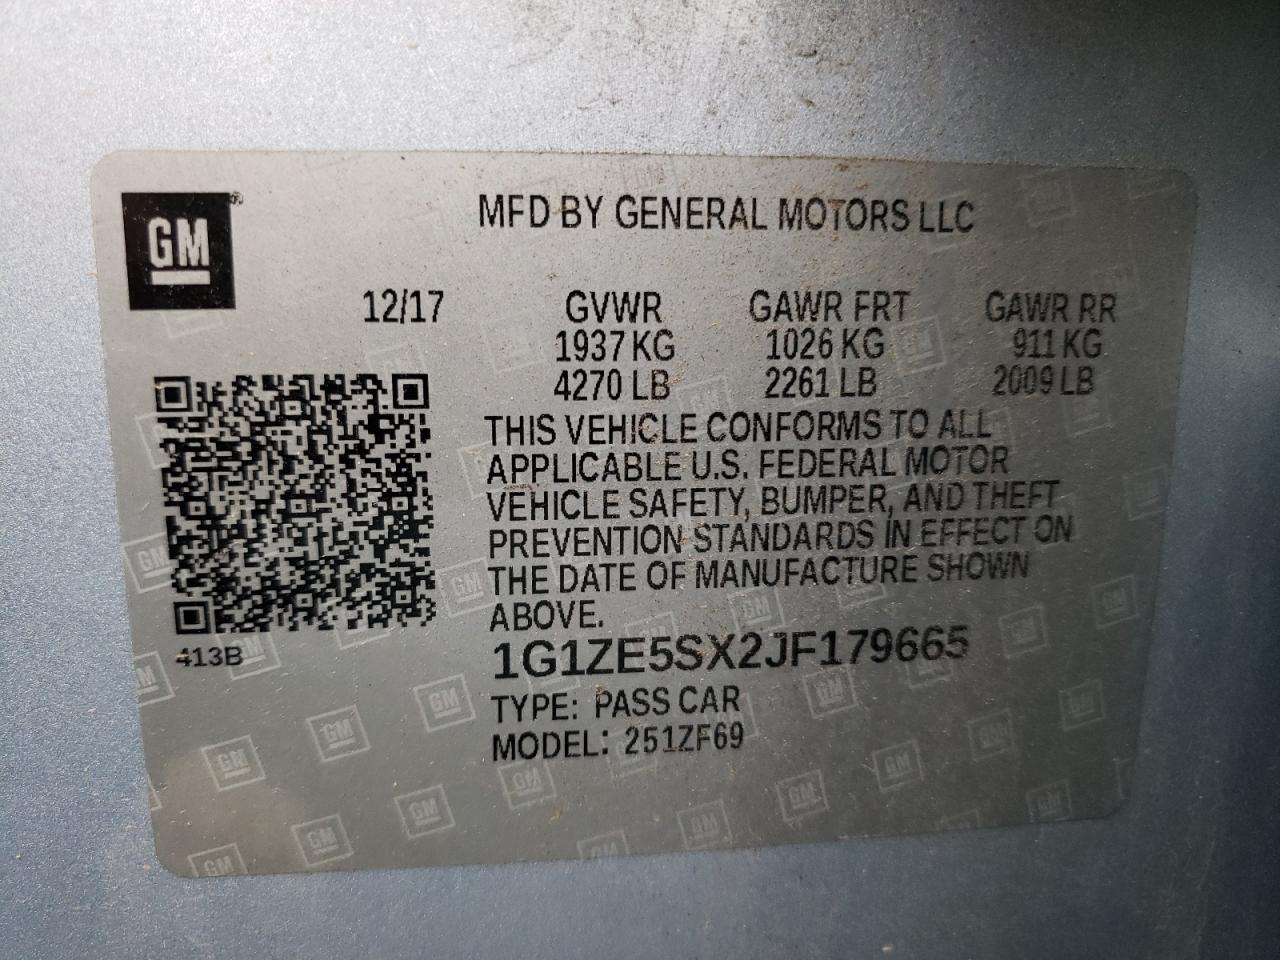 GM®
MFD BY GENERAL MOTORS LLC
12/17 GVWR GAWR FRT GAWR RR
1937 KG 1026 KG 911 KG
4270 LB 2261 LB 2009 LB
THIS VEHICLE CONFORMS TO ALL
APPLICABLE U.S. FEDERAL MOTOR
VEHICLE SAFETY, BUMPER, AND THEFT
PREVENTION STANDARDS IN EFFECT ON
THE DATE OF MANUFACTURE SHOWN
ABOVE.
413B
1G1ZE5SX2JF179665
TYPE: PASS CAR
MODEL: 251ZF69